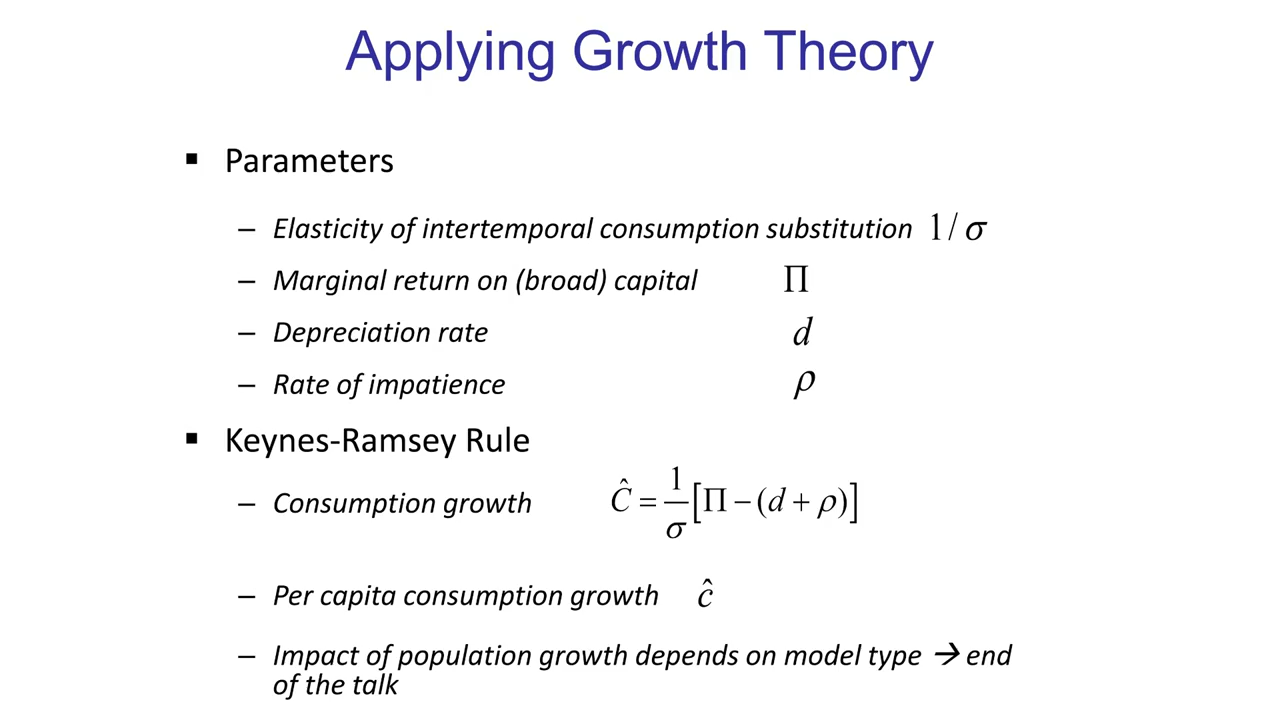 Applying Growth Theory
▪ Parameters
– Elasticity of intertemporal consumption substitution 1/σ
– Marginal return on (broad) capital Π
– Depreciation rate d
– Rate of impatience ρ
▪ Keynes-Ramsey Rule
– Consumption growth Ĉ = 1/σ [Π − (d + ρ)]
– Per capita consumption growth ĉ
– Impact of population growth depends on model type → end
of the talk